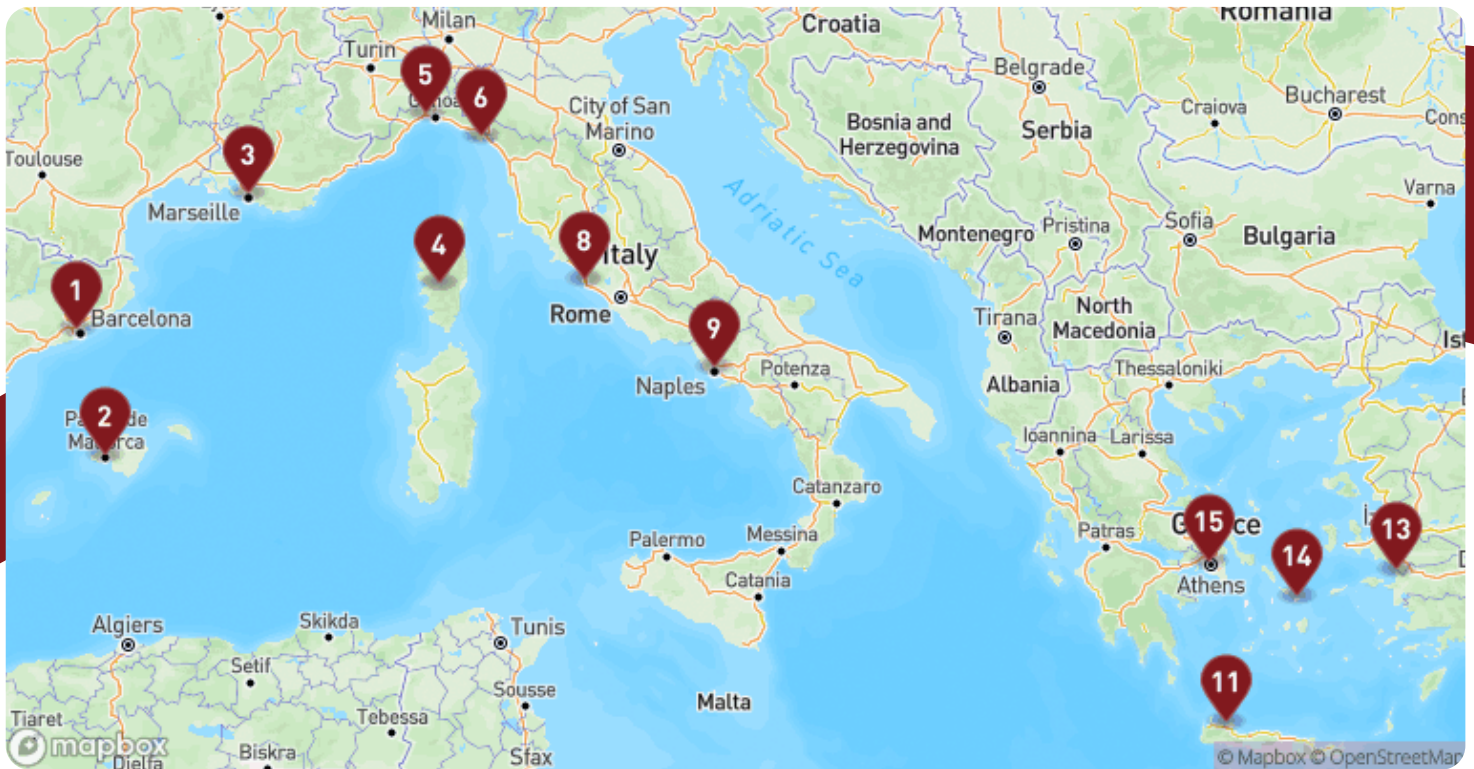 Romania
Milan
Croatia
Turin
Belgrade
5
6
City of San
Marino
Craiova
Bucharest
Bosnia and
Herzegovina
Serbia
3
Toulouse
Marseille
Varna
Adriatic Sea
4
8
Italy
Montenegro
Pristina
Sofia
Bulgaria
1
Barcelona
Rome
North
Macedonia
Tirana
9
Naples
Potenza
Albania
Thessaloniki
2
Ioannina
Larissa
Catanzaro
Palermo
Messina
Patras
15
13
14
Catania
Athens
Algiers
Skikda
Tunis
Setif
Sousse
Malta
11
Tiaret
Tebessa
mapbox
Djelfa
Biskra
Sfax
© Mapbox © OpenStreetMap